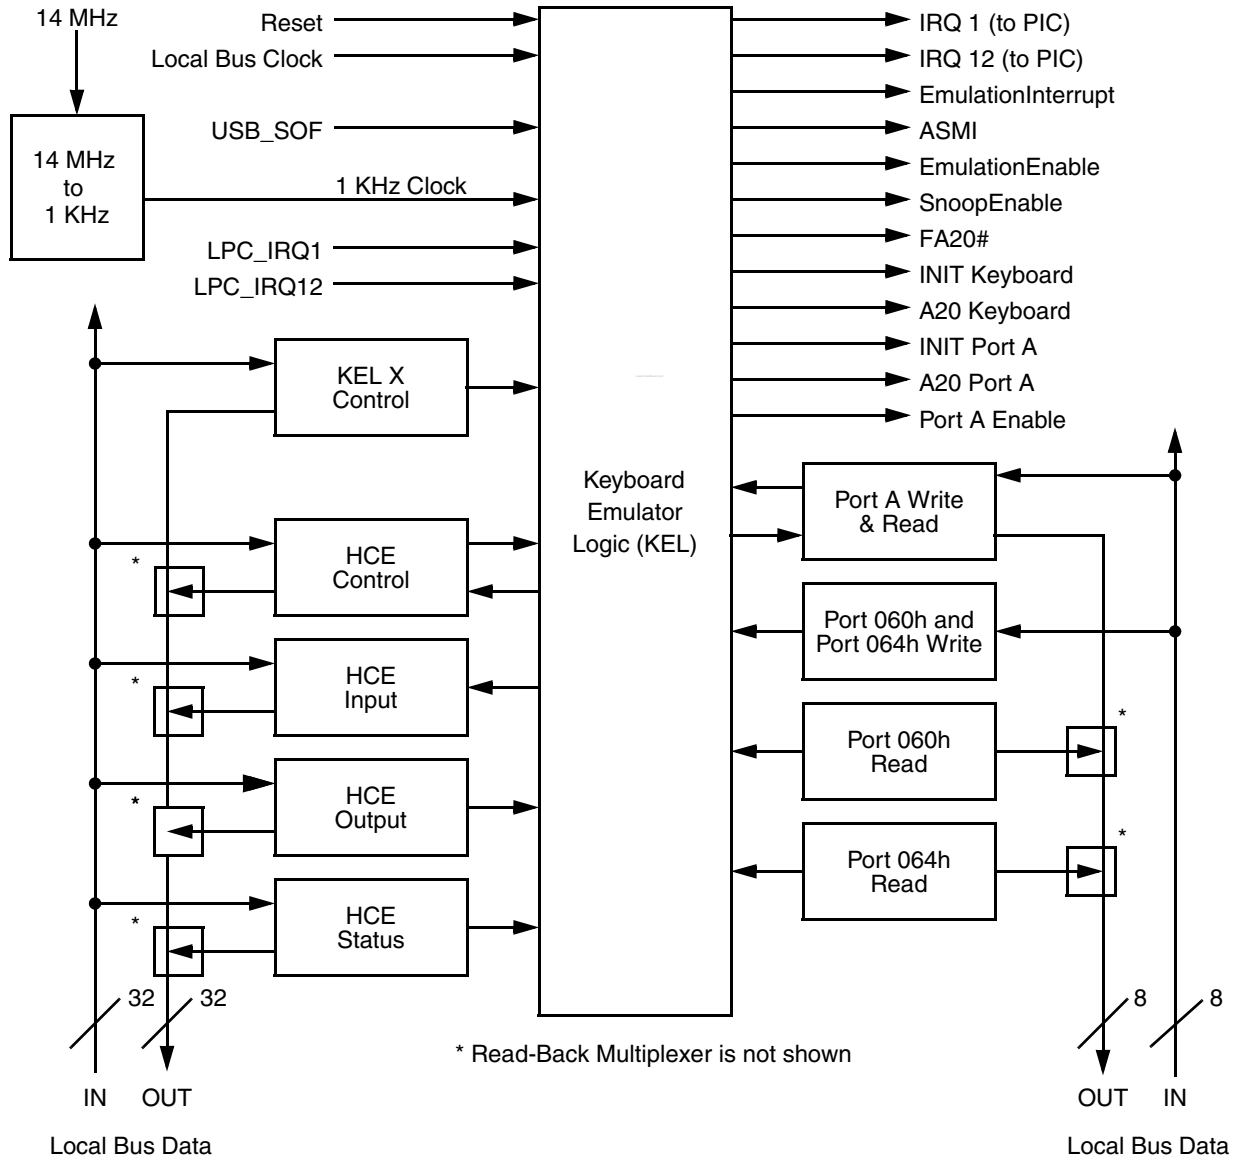 14 MHz
14 MHz
to
1 KHz
Reset
Local Bus Clock
USB_SOF
1 KHz Clock
LPC_IRQ1
LPC_IRQ12
KEL X
Control
HCE
Control
*
HCE
Input
*
HCE
Output
*
HCE
Status
*
32
32
IN
OUT
Local Bus Data
Keyboard
Emulator
Logic (KEL)
IRQ 1 (to PIC)
IRQ 12 (to PIC)
EmulationInterrupt
ASMI
EmulationEnable
SnoopEnable
FA20#
INIT Keyboard
A20 Keyboard
INIT Port A
A20 Port A
Port A Enable
Port A Write
& Read
Port 060h and
Port 064h Write
Port 060h
Read
*
Port 064h
Read
*
8
8
OUT
IN
Local Bus Data
* Read-Back Multiplexer is not shown